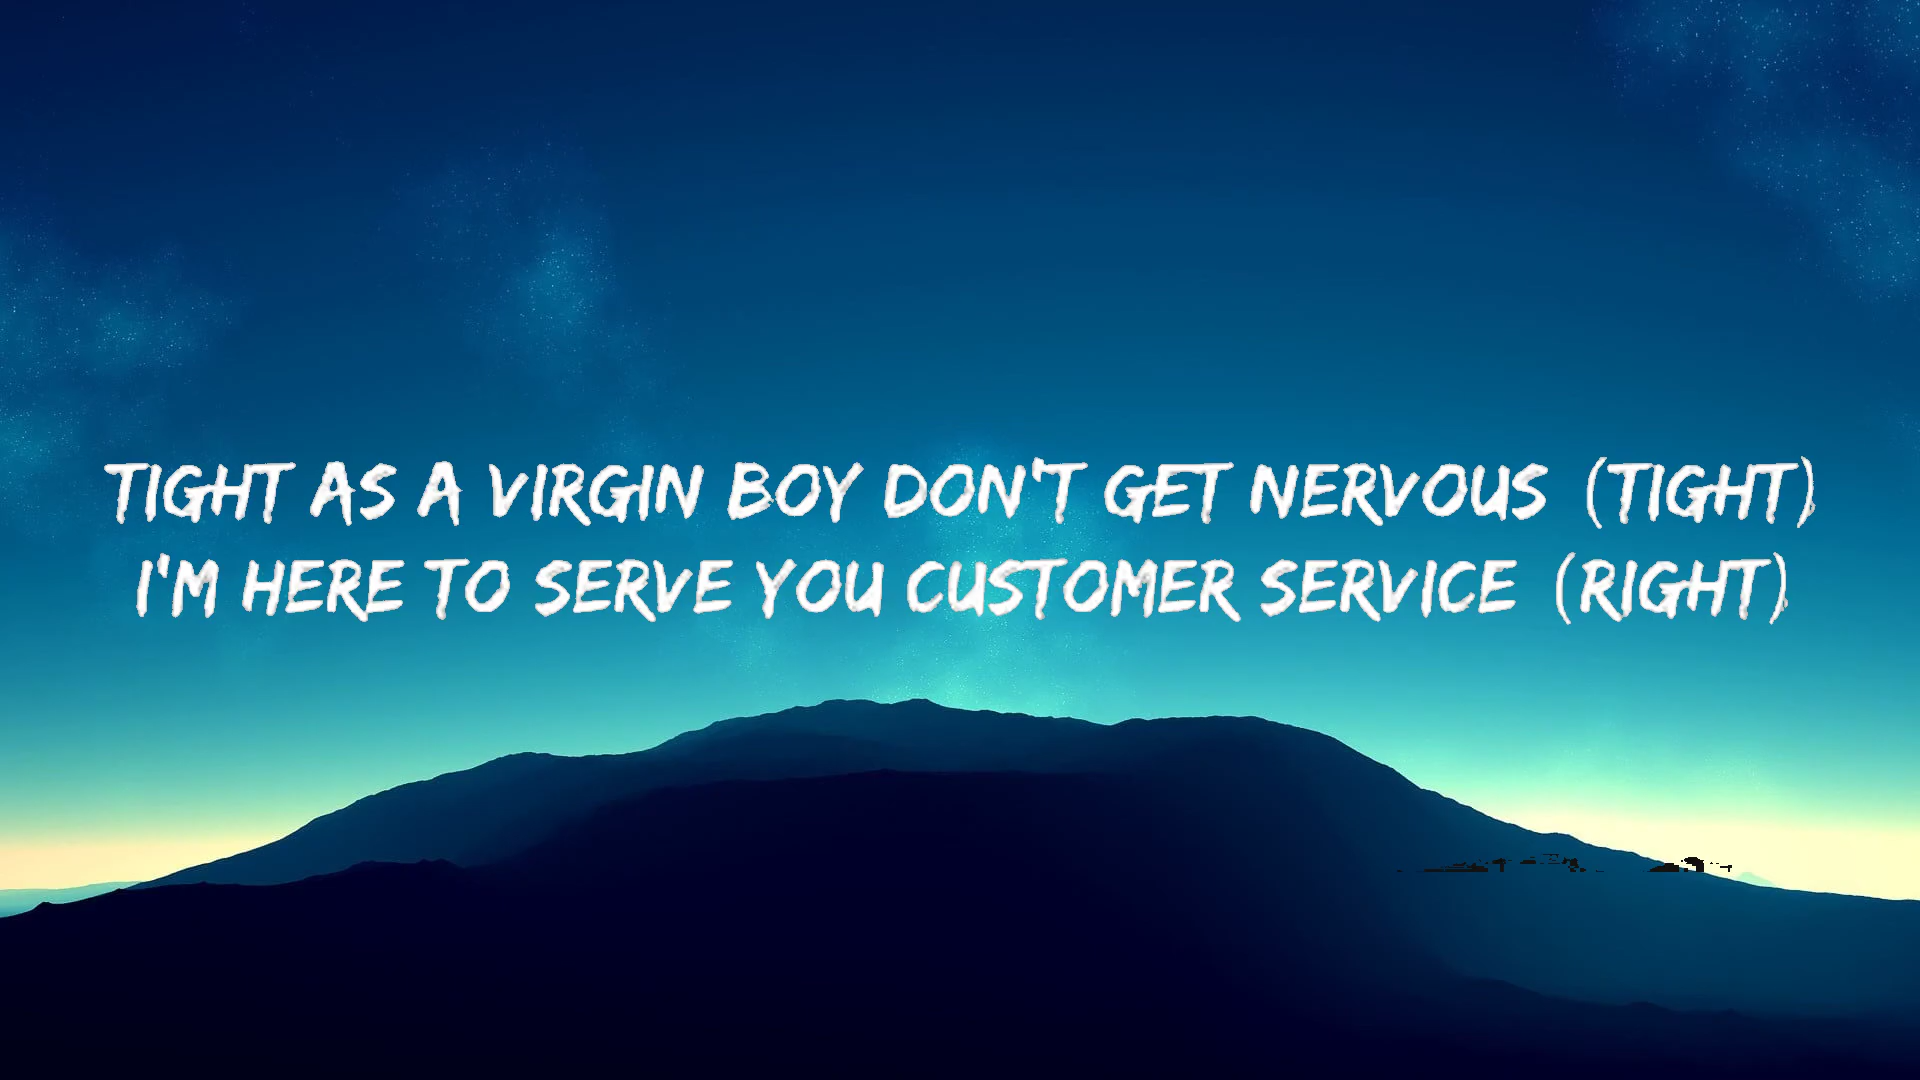 TIGHT AS A VIRGIN BOY DON'T GET NERVOUS (TIGHT)
I'M HERE TO SERVE YOU CUSTOMER SERVICE (RIGHT)